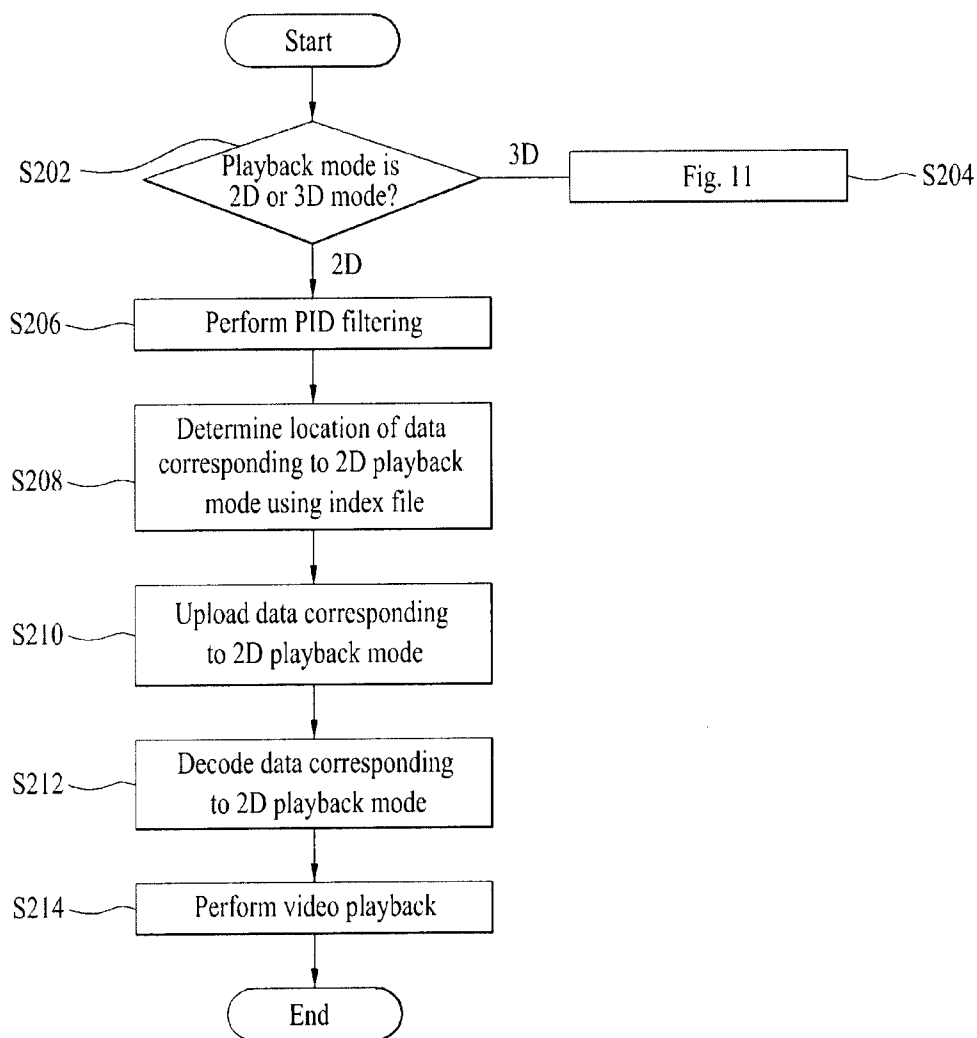 Start
S202
Playback mode is
2D or 3D mode?
3D
Fig. 11
S204
2D
S206
Perform PID filtering
S208
Determine location of data
corresponding to 2D playback
mode using index file
S210
Upload data corresponding
to 2D playback mode
S212
Decode data corresponding
to 2D playback mode
S214
Perform video playback
End